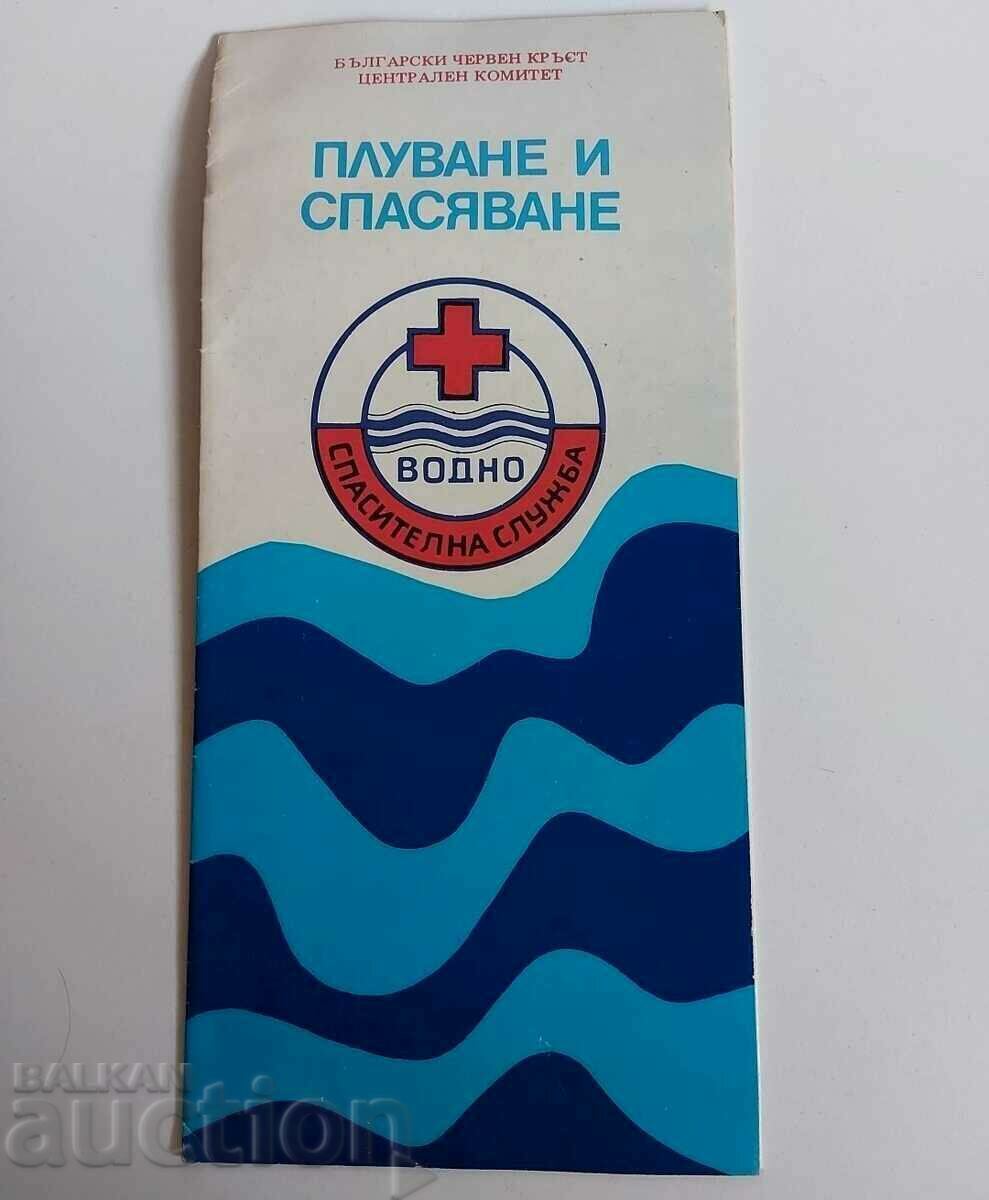 БЪЛГАРСКИ ЧЕРВЕН КРЪСТ
ЦЕНТРАЛЕН КОМИТЕТ
ПЛУВАНЕ И
СПАСЯВАНЕ
ВОДНО
СПАСИТЕЛНА СЛУЖБА
BALKAN
auction